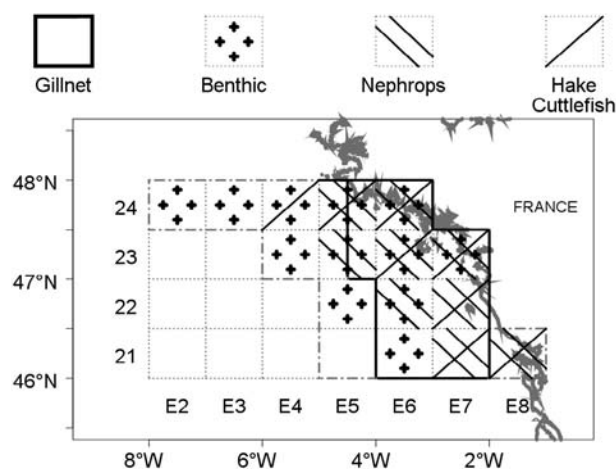 Gillnet Benthic Nephrops Hake
Cuttlefish
48°N
24
FRANCE
23
47°N
22
21
46°N
E2 E3 E4 E5 E6 E7 E8
8°W 6°W 4°W 2°W